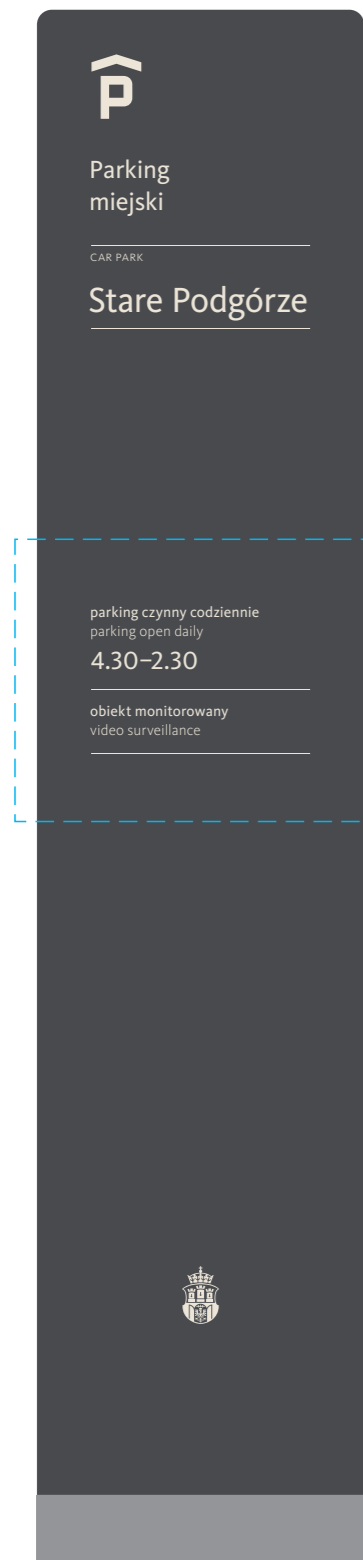 P
Parking
miejski
CAR PARK
Stare Podgórze
parking czynny codziennie
parking open daily
4.30–2.30
obiekt monitorowany
video surveillance